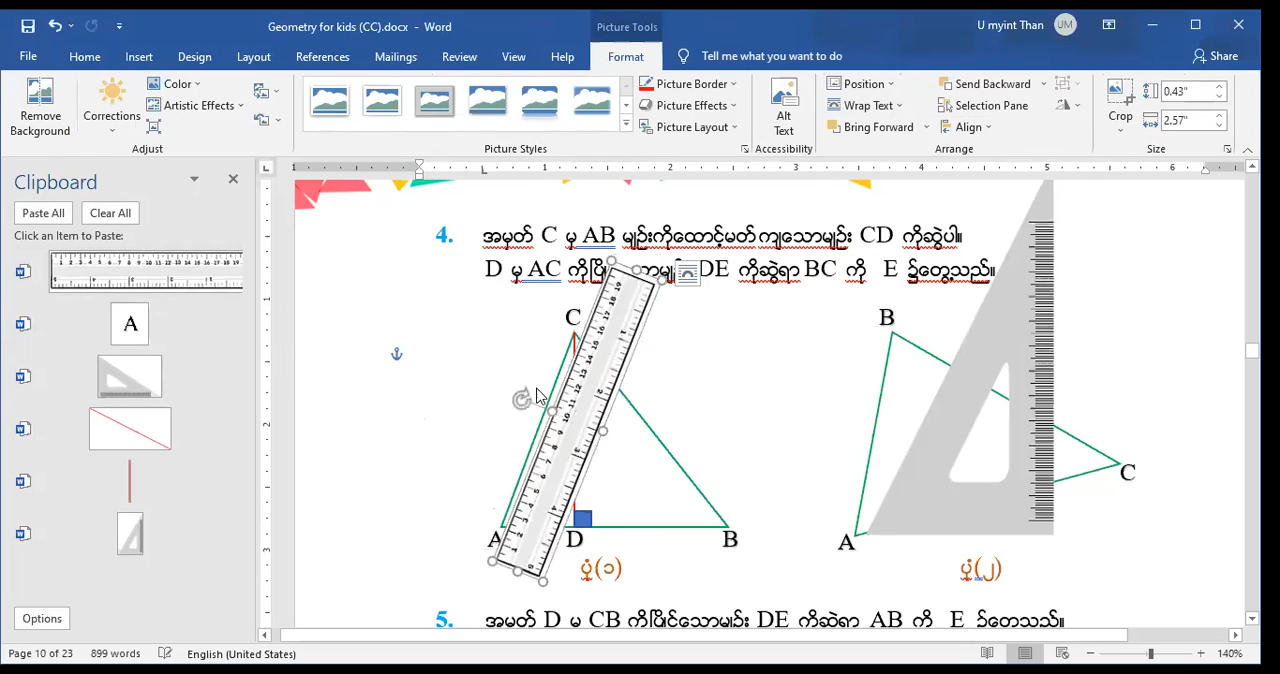 Geometry for kids (CC).docx - Word
Picture Tools
U myint Than
UM
File Home Insert Design Layout References Mailings Review View Help Format Tell me what you want to do Share
Remove Background
Corrections
Color
Artistic Effects
Adjust
Picture Styles
Picture Border
Picture Effects
Picture Layout
Alt Text
Accessibility
Position
Wrap Text
Bring Forward
Send Backward
Selection Pane
Align
Arrange
Crop
0.43"
2.57"
Size
Clipboard
Paste All Clear All
Click an Item to Paste:
A
Options
4. အမှတ် C မှ AB မျဉ်းကိုထောင့်မတ်ကျသောမျဉ်း CD ကိုဆွဲပါ။
D မှ AC ကိုပြို DE ကိုဆွဲရာ BC ကို E ၌တွေ့သည်။
C
A D B
ပုံ(၁)
B
A
C
ပုံ(၂)
5. အမှတ် D မှ CB ကိုပြိုင်သောမျဉ်း DE ကိုဆွဲရာ AB ကို E ၌တွေ့သည်။
Page 10 of 23 899 words English (United States) 140%